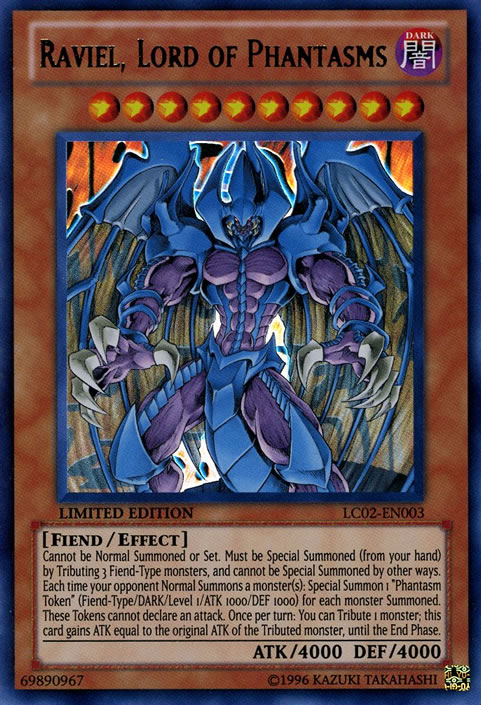 RAVIEL, LORD OF PHANTASMS
DARK
闇
LIMITED EDITION
LC02-EN003
[FIEND / EFFECT]
Cannot be Normal Summoned or Set. Must be Special Summoned (from your hand)
by Tributing 3 Fiend-Type monsters, and cannot be Special Summoned by other ways.
Each time your opponent Normal Summons a monster(s): Special Summon 1 "Phantasm
Token" (Fiend-Type/DARK/Level 1/ATK 1000/DEF 1000) for each monster Summoned.
These Tokens cannot declare an attack. Once per turn: You can Tribute 1 monster; this
card gains ATK equal to the original ATK of the Tributed monster, until the End Phase.
ATK/4000 DEF/4000
69890967
©1996 KAZUKI TAKAHASHI